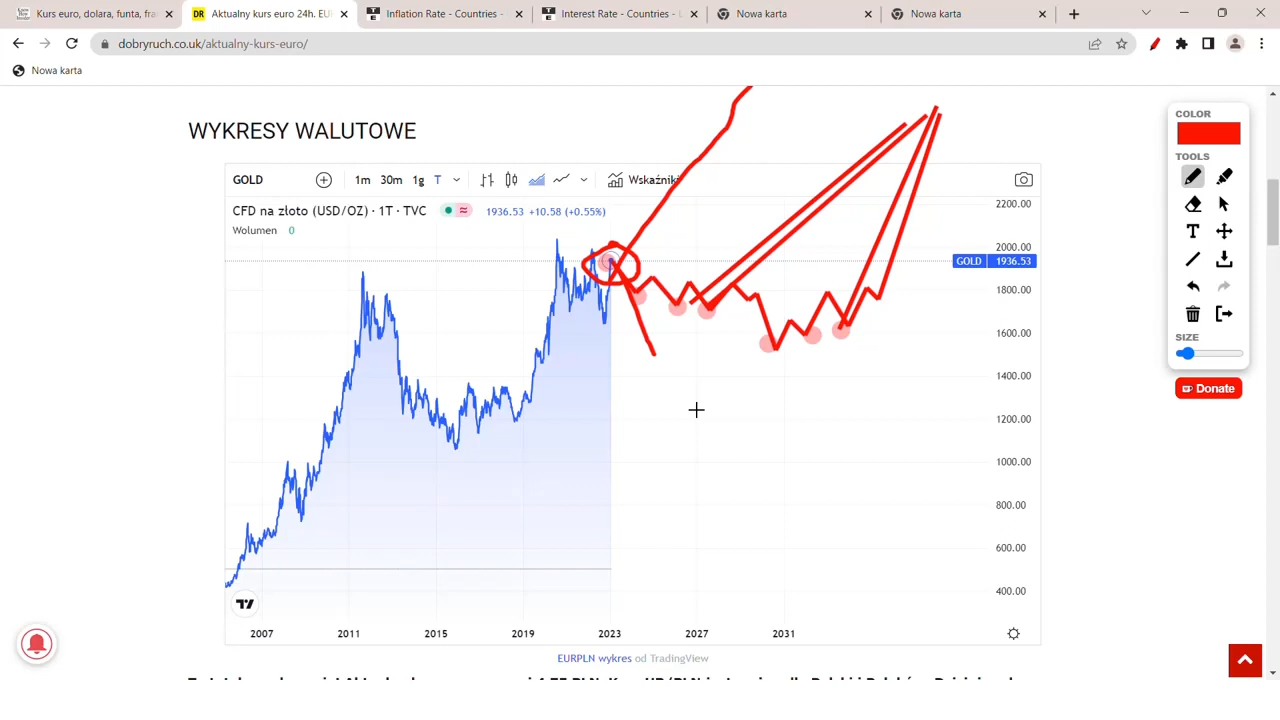 Kurs euro, dolara, funta, fra
Aktualny kurs euro 24h. EU
Inflation Rate - Countries -
Interest Rate - Countries - L
Nowa karta
Nowa karta
dobryruch.co.uk/aktualny-kurs-euro/
Nowa karta
WYKRESY WALUTOWE
GOLD 1m 30m 1g T Wskaźniki
CFD na złoto (USD/OZ) · 1T · TVC 1936.53 +10.58 (+0.55%)
Wolumen 0
2200.00
2000.00
GOLD 1936.53
1800.00
1600.00
1400.00
1200.00
1000.00
800.00
600.00
400.00
2007 2011 2015 2019 2023 2027 2031
EURPLN wykres od TradingView
COLOR
TOOLS
T
SIZE
Donate